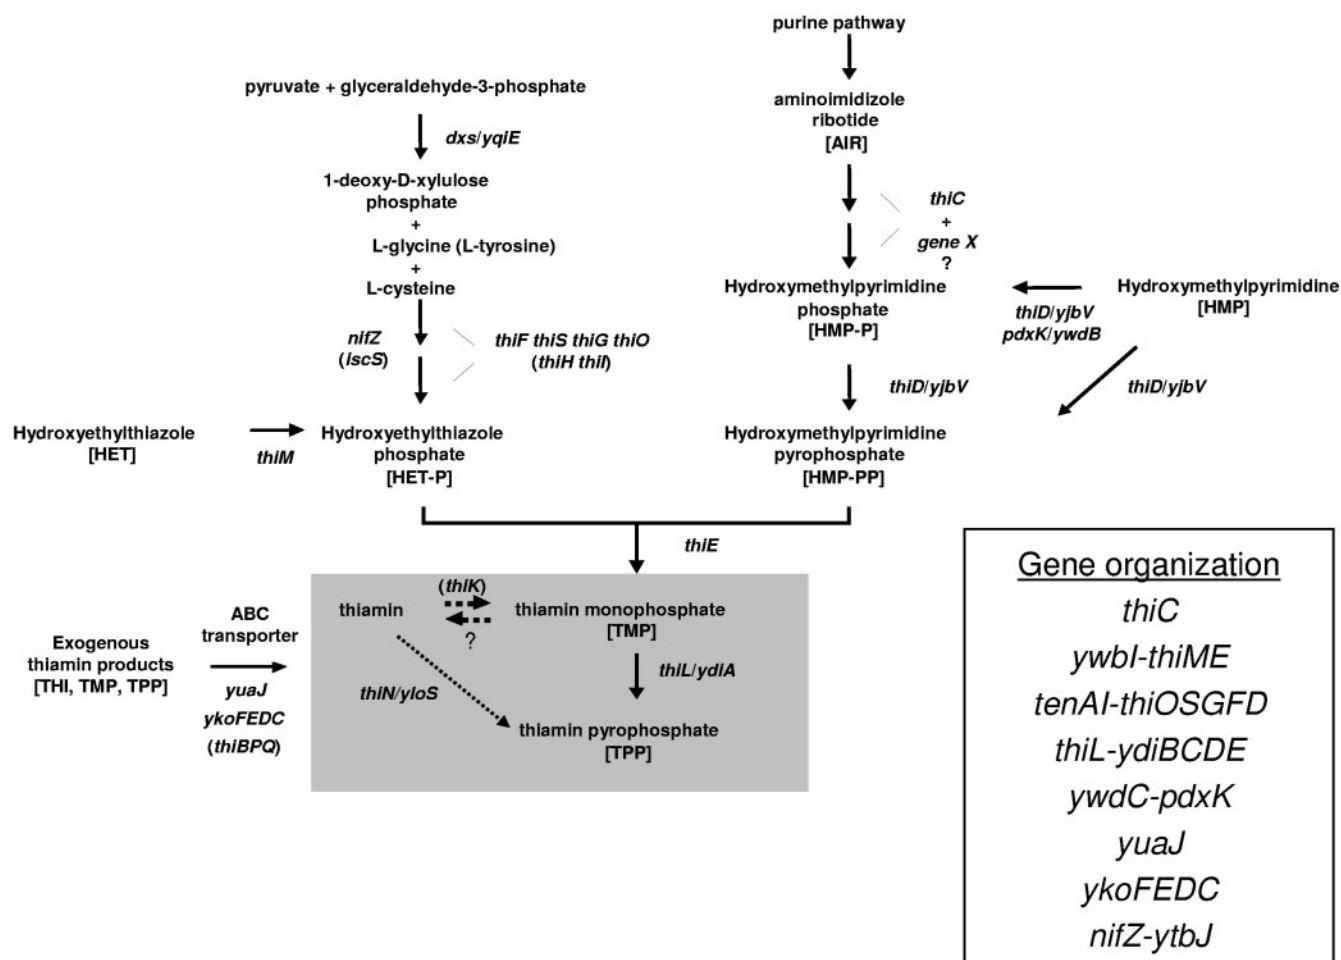 purine pathway
pyruvate + glyceraldehyde-3-phosphate
aminoimidizole
ribotide
[AIR]
dxs/yqiE
1-deoxy-D-xylulose
phosphate
+
L-glycine (L-tyrosine)
+
L-cysteine
thiC
+
gene X
?
Hydroxymethylpyrimidine
phosphate
[HMP-P]
thiD/yjbV
pdxK/ywdB
Hydroxymethylpyrimidine
[HMP]
nifZ
(iscS)
thiF thiS thiG thiO
(thiH thiI)
thiD/yjbV
thiD/yjbV
Hydroxyethylthiazole
[HET]
thiM
Hydroxyethylthiazole
phosphate
[HET-P]
Hydroxymethylpyrimidine
pyrophosphate
[HMP-PP]
thiE
Exogenous
thiamin products
[THI, TMP, TPP]
ABC
transporter
yuaJ
ykoFEDC
(thiBPQ)
thiamin
(thiK)
?
thiamin monophosphate
[TMP]
thiN/yloS
thiL/ydiA
thiamin pyrophosphate
[TPP]
Gene organization
thiC
ywbI-thiME
tenAI-thiOSGFD
thiL-ydiBCDE
ywdC-pdxK
yuaJ
ykoFEDC
nifZ-ytbJ